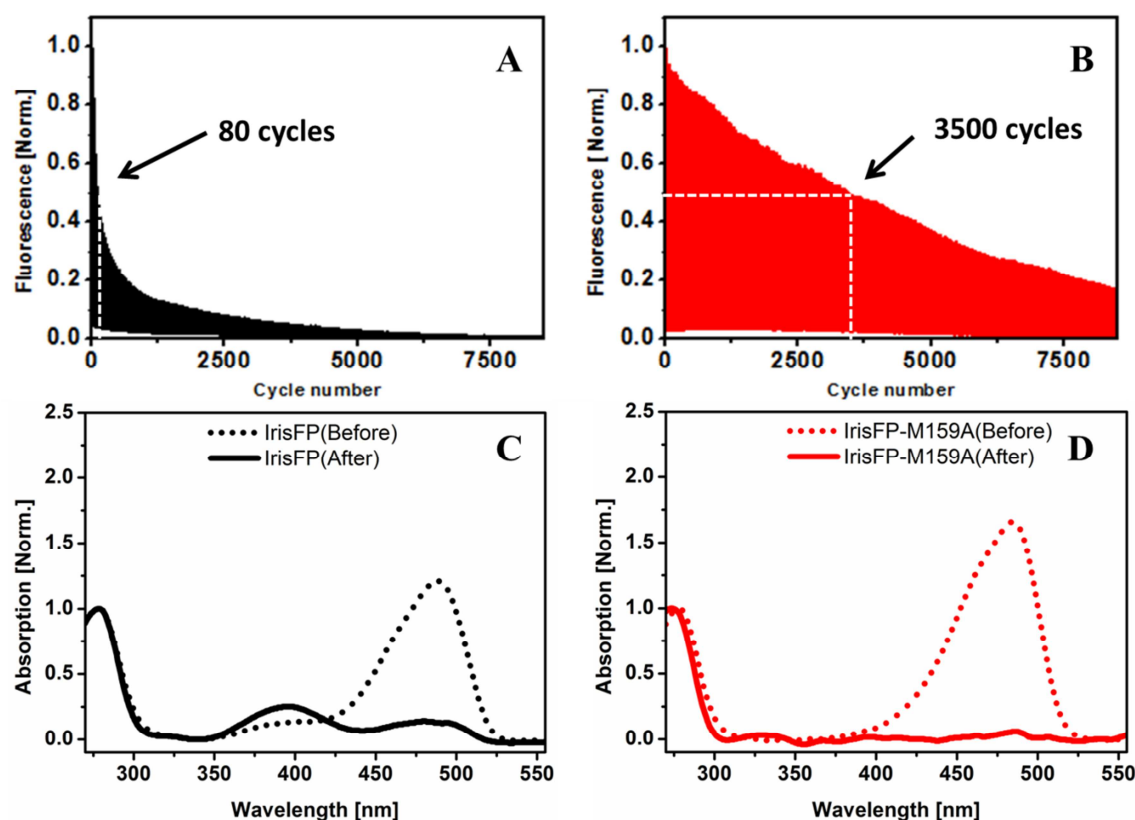 A
80 cycles
Fluorescence [Norm.]
1.0
0.8
0.6
0.4
0.2
0.0
0
2500
5000
7500
Cycle number
B
3500 cycles
Fluorescence [ Norm.]
1.0
0.8
0.6
0.4
0.2
0.0
0
2500
5000
7500
Cycle number
C
IrisFP(Before)
IrisFP(After)
Absorption [Norm.]
2.5
2.0
1.5
1.0
0.5
0.0
300
350
400
450
500
550
Wavelength [nm]
D
IrisFP-M159A(Before)
IrisFP-M159A(After)
Absorption [Norm.]
2.5
2.0
1.5
1.0
0.5
0.0
300
350
400
450
500
550
Wavelength [nm]